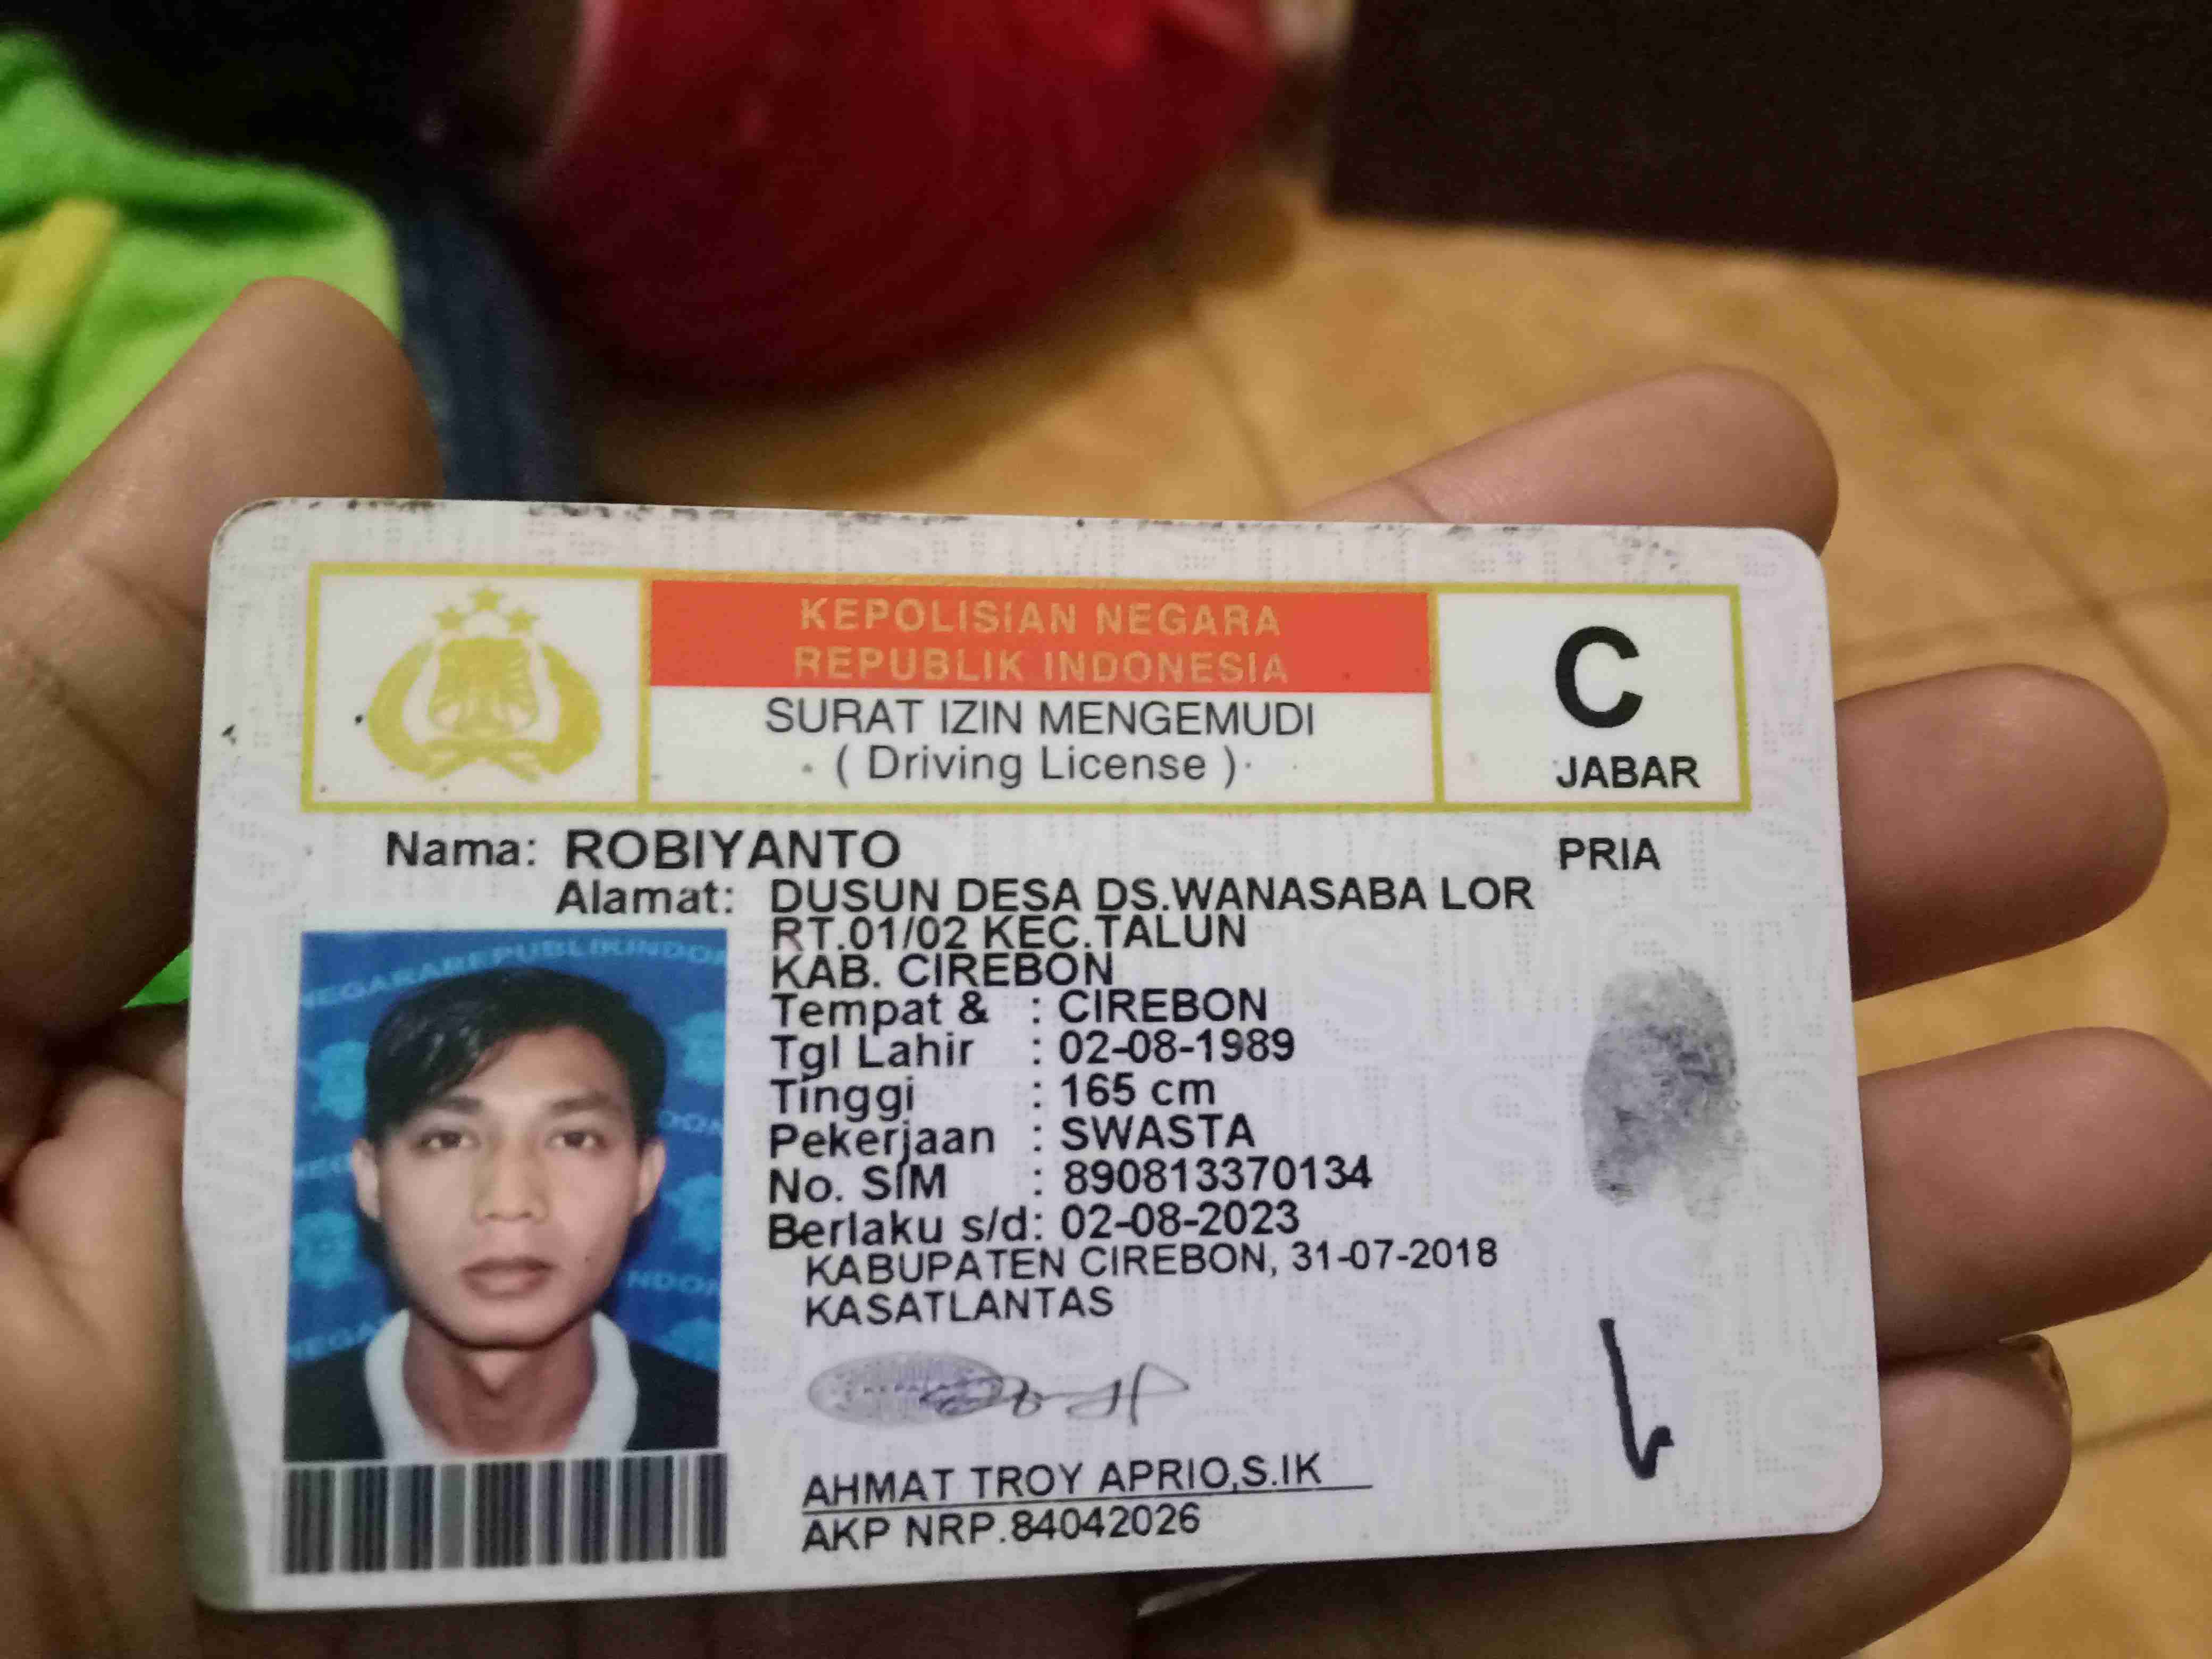 KEPOLISIAN NEGARA
REPUBLIK INDONESIA
SURAT IZIN MENGEMUDI
( Driving License )
C
JABAR
Nama: ROBIYANTO
PRIA
Alamat: DUSUN DESA DS.WANASABA LOR
RT.01/02 KEC.TALUN
KAB. CIREBON
Tempat & : CIREBON
Tgl Lahir : 02-08-1989
Tinggi : 165 cm
Pekerjaan : SWASTA
No. SIM : 890813370134
Berlaku s/d: 02-08-2023
KABUPATEN CIREBON, 31-07-2018
KASATLANTAS
AHMAT TROY APRIO,S.IK
AKP NRP.84042026
NEGARAREPUBLIKINDON